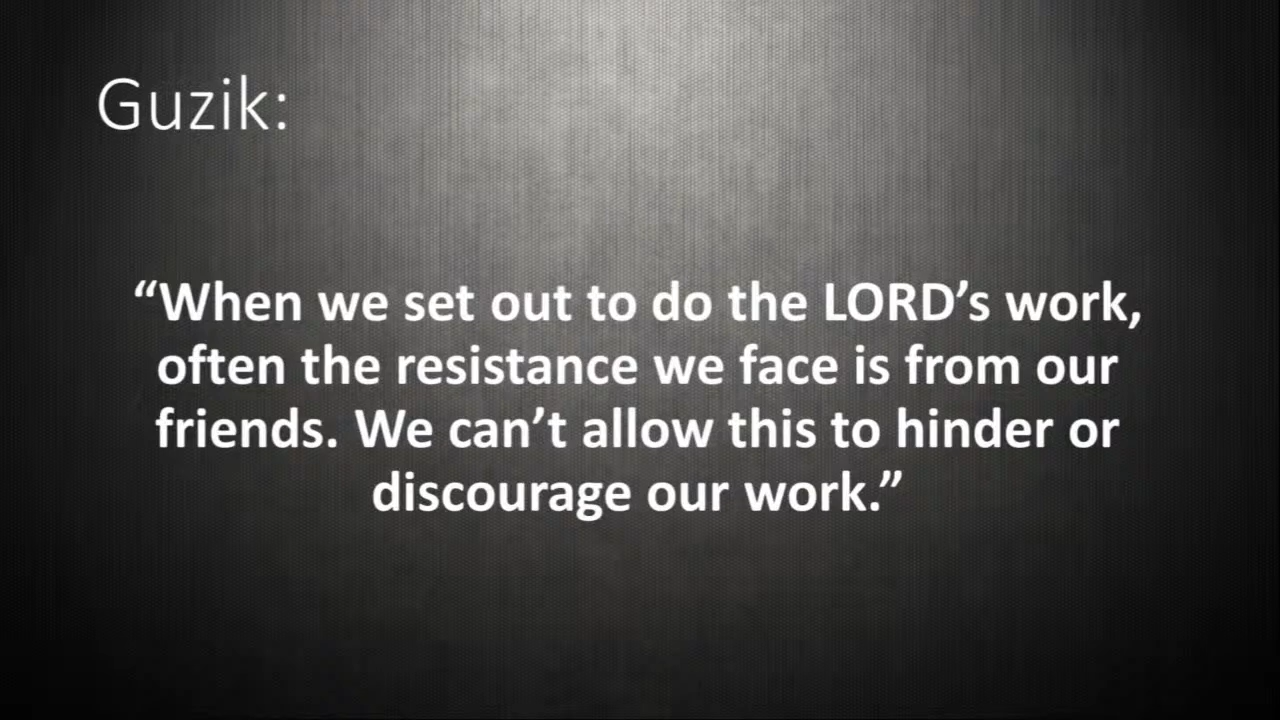 Guzik:
“When we set out to do the LORD’s work,
often the resistance we face is from our
friends. We can’t allow this to hinder or
discourage our work.”